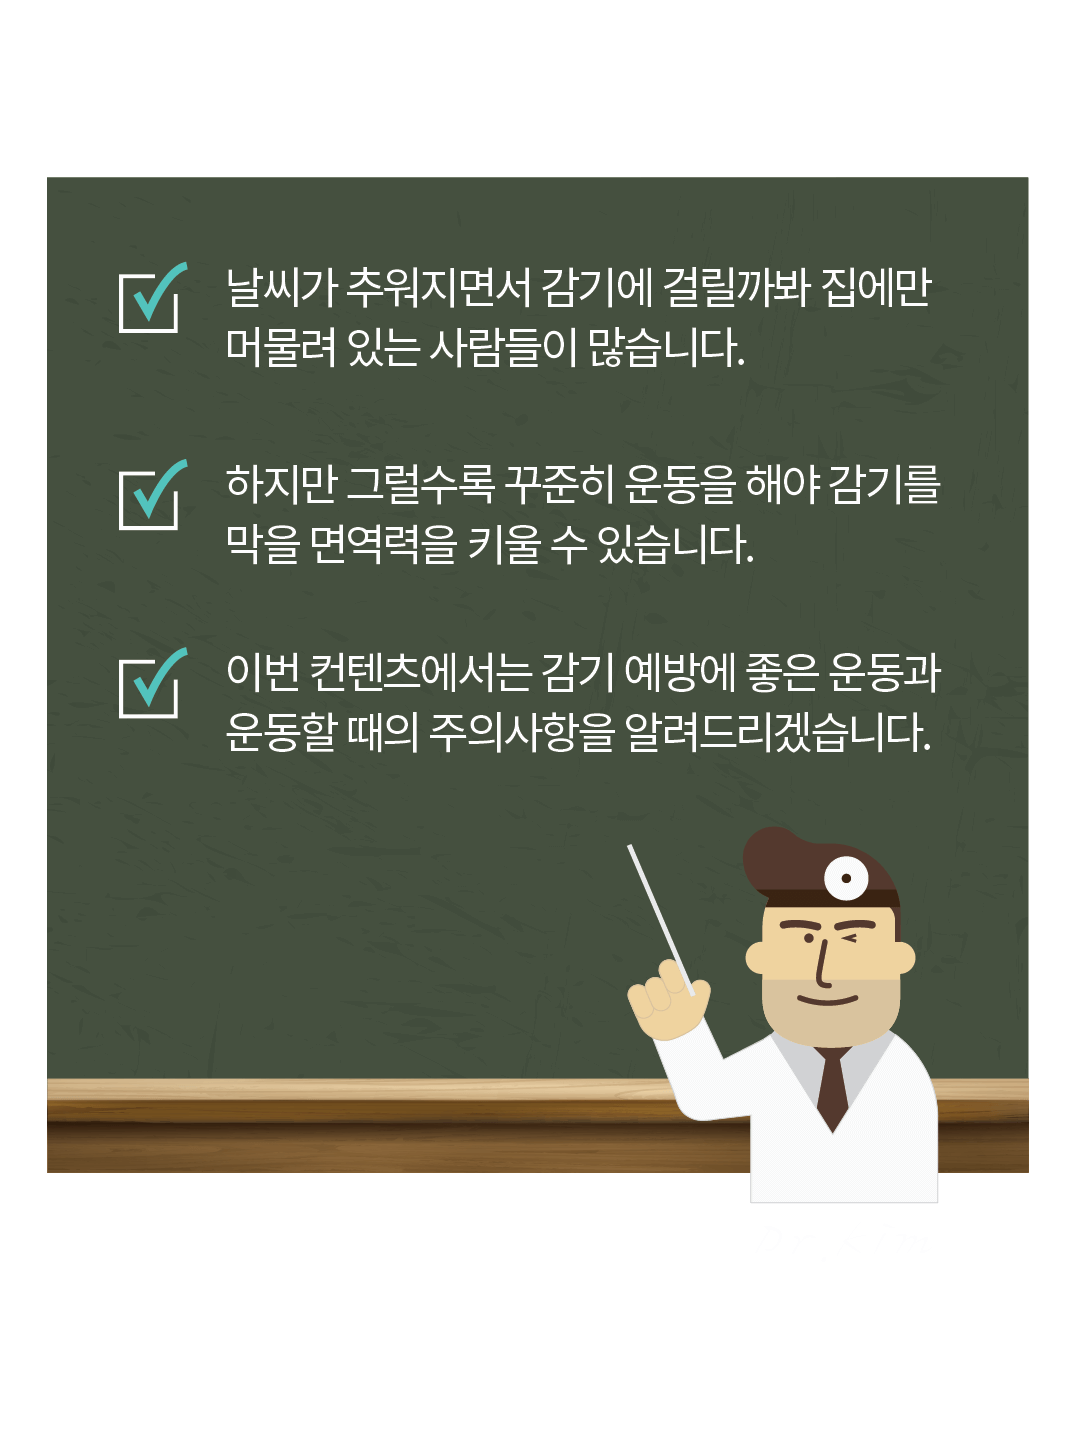 날씨가 추워지면서 감기에 걸릴까봐 집에만
머물려 있는 사람들이 많습니다.
하지만 그럴수록 꾸준히 운동을 해야 감기를
막을 면역력을 키울 수 있습니다.
이번 컨텐츠에서는 감기 예방에 좋은 운동과
운동할 때의 주의사항을 알려드리겠습니다.